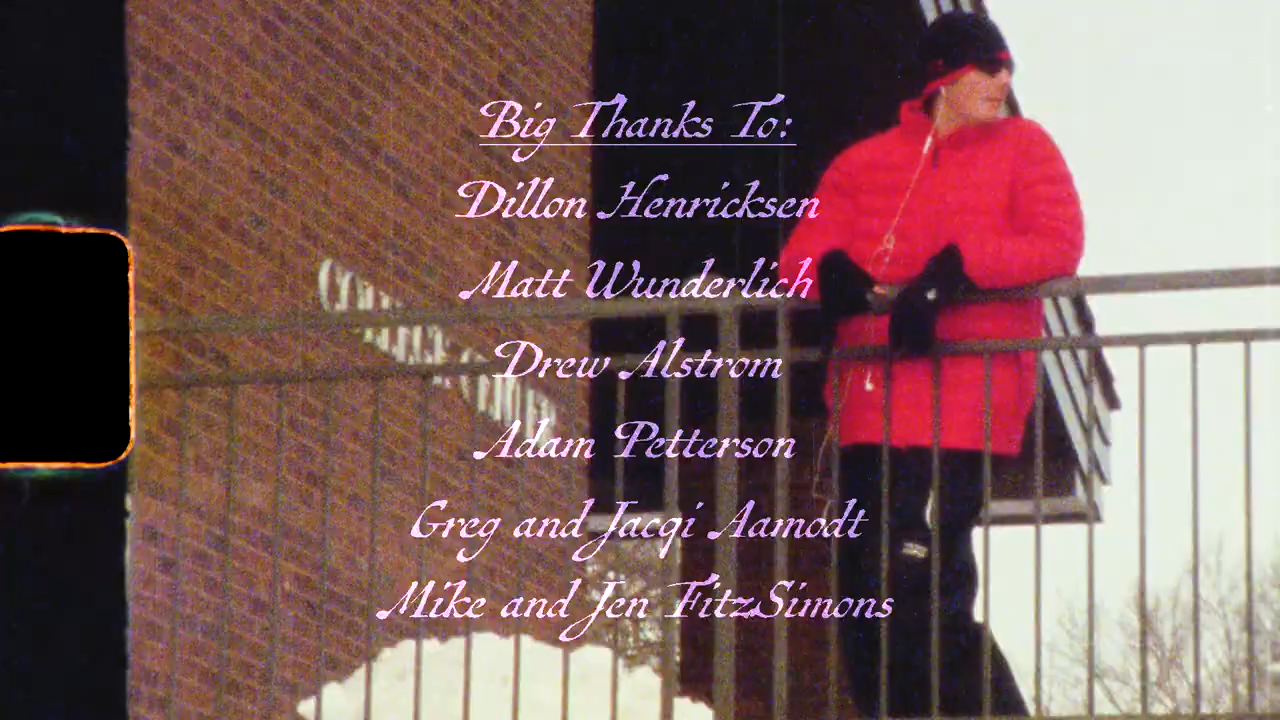 Big Thanks To:
Dillon Henricksen
Matt Wunderlich
Drew Alstrom
Adam Petterson
Greg and Jacqi Aamodt
Mike and Jen FitzSimons